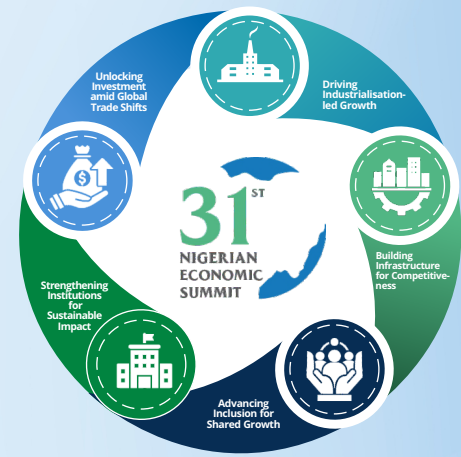 Unlocking
Investment
amid Global
Trade Shifts
Driving
Industrialisation-
led Growth
31ST
NIGERIAN
ECONOMIC
SUMMIT
$
Building
Infrastructure
for Competitive-
ness
Strengthening
Institutions
for
Sustainable
Impact
Advancing
Inclusion for
Shared Growth